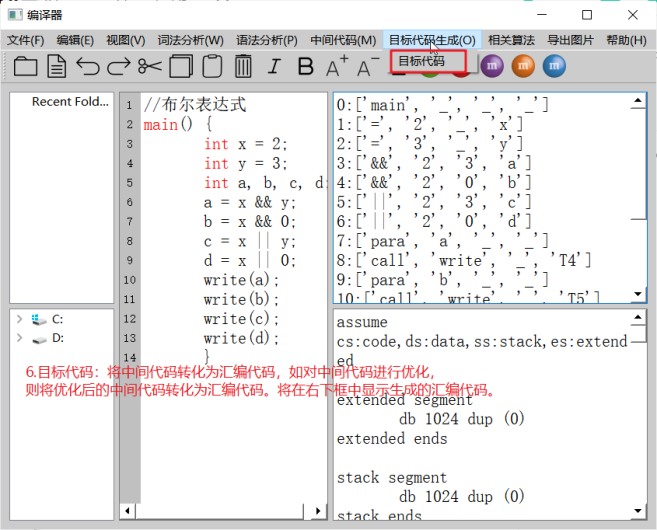 编译器
文件(F) 编辑(E) 视图(V) 词法分析(W) 语法分析(P) 中间代码(M) 目标代码生成(O) 相关算法 导出图片 帮助(H)
目标代码
I B A+ A- m m m
Recent Fold...
C:
D:
1 //布尔表达式
2 main() {
3 int x = 2;
4 int y = 3;
5 int a, b, c, d;
6 a = x && y;
7 b = x && 0;
8 c = x || y;
9 d = x || 0;
10 write(a);
11 write(b);
12 write(c);
13 write(d);
14 }
0:['main', '_', '_', '_']
1:['=', '2', '_', 'x']
2:['=', '3', '_', 'y']
3:['&&', '2', '3', 'a']
4:['&&', '2', '0', 'b']
5:['||', '2', '3', 'c']
6:['||', '2', '0', 'd']
7:['para', 'a', '_', '_']
8:['call', 'write', '_', 'T4']
9:['para', 'b', '_', '_']
10:['call', 'write', '_', 'T5']
assume
cs:code,ds:data,ss:stack,es:extend
ed
extended segment
db 1024 dup (0)
extended ends
stack segment
db 1024 dup (0)
stack ends
6.目标代码：将中间代码转化为汇编代码，如对中间代码进行优化，
则将优化后的中间代码转化为汇编代码。将在右下框中显示生成的汇编代码。